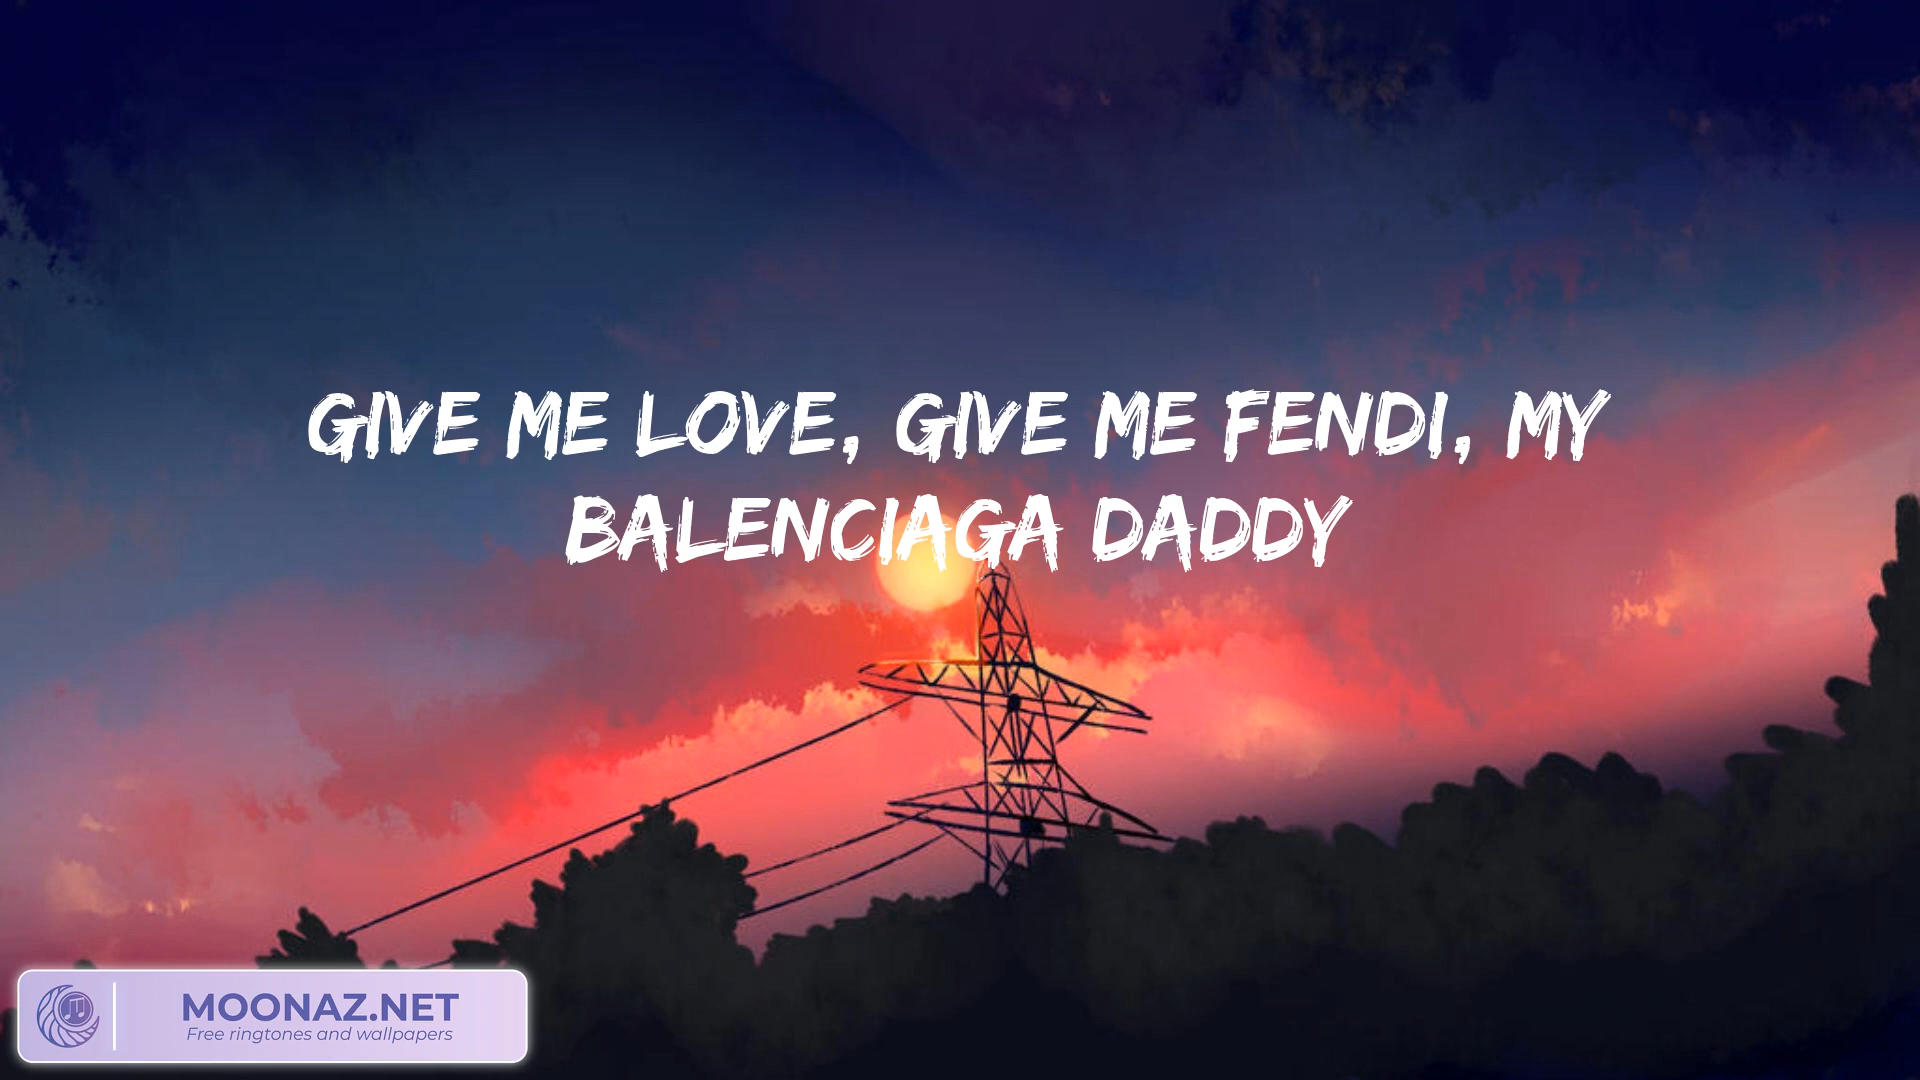 GIVE ME LOVE, GIVE ME FENDI, MY
BALENCIAGA DADDY
MOONAZ.NET
Free ringtones and wallpapers